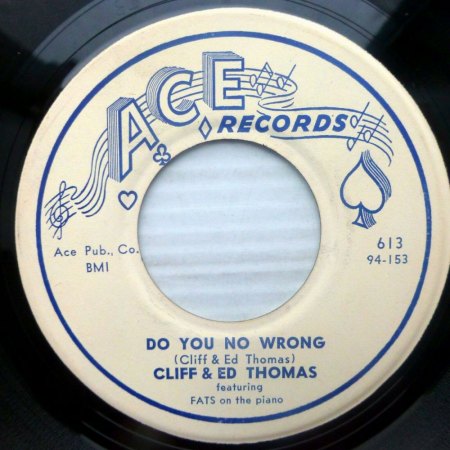 ACE
RECORDS
Ace Pub., Co.
BMI
613
94-153
DO YOU NO WRONG
(Cliff & Ed Thomas)
CLIFF & ED THOMAS
featuring
FATS on the piano